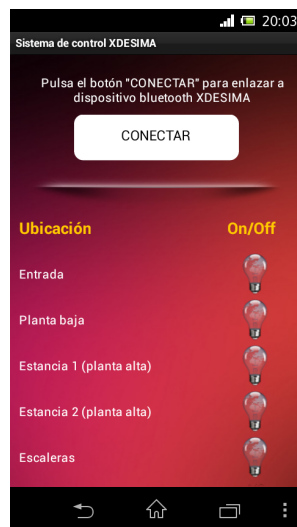 20:03
Sistema de control XDESIMA
Pulsa el botón "CONECTAR" para enlazar a
dispositivo bluetooth XDESIMA
CONECTAR
Ubicación On/Off
Entrada
Planta baja
Estancia 1 (planta alta)
Estancia 2 (planta alta)
Escaleras